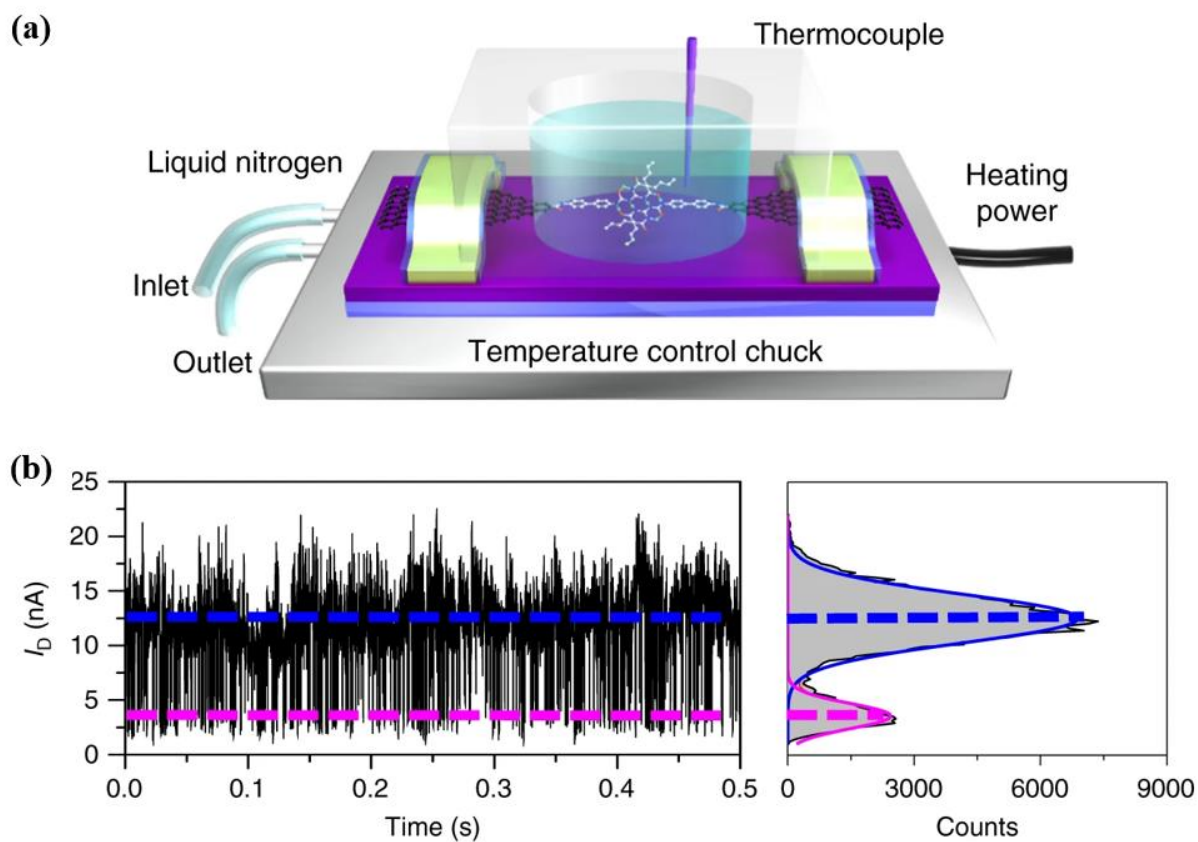 (a)
Thermocouple
Liquid nitrogen
Heating
power
Inlet
Outlet
Temperature control chuck
(b)
25
20
15
10
5
0
I_D (nA)
0.0 0.1 0.2 0.3 0.4 0.5
Time (s)
0 3000 6000 9000
Counts